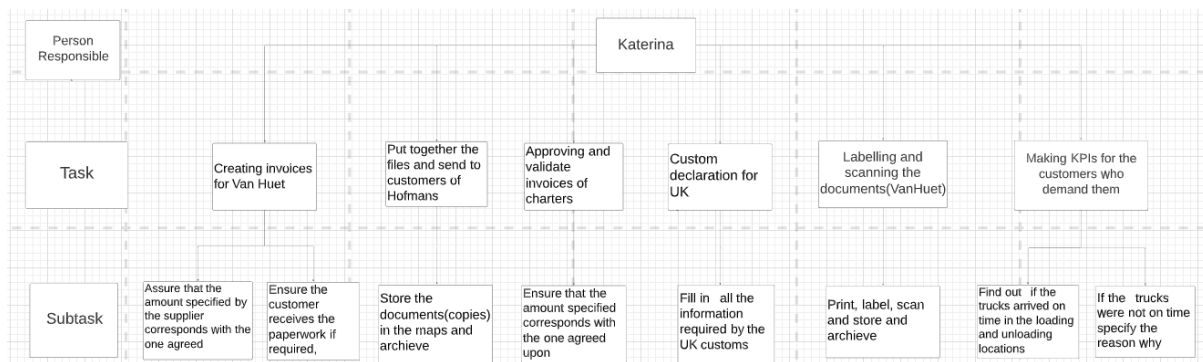 Person
Responsible
Katerina
Task
Creating invoices
for Van Huet
Put together the
files and send to
customers of
Hofmans
Approving and
validate
invoices of
charters
Custom
declaration for
UK
Labelling and
scanning the
documents(VanHuet)
Making KPIs for the
customers who
demand them
Subtask
Assure that the
amount specified by
the supplier
corresponds with the
one agreed
Ensure the
customer
receives the
paperwork if
required,
Store the
documents(copies)
in the maps and
archieve
Ensure that the
amount specified
corresponds with
the one agreed
upon
Fill in all the
information
required by the
UK customs
Print, label, scan
and store and
archieve
Find out if the
trucks arrived on
time in the loading
and unloading
locations
If the trucks
were not on time
specify the
reason why